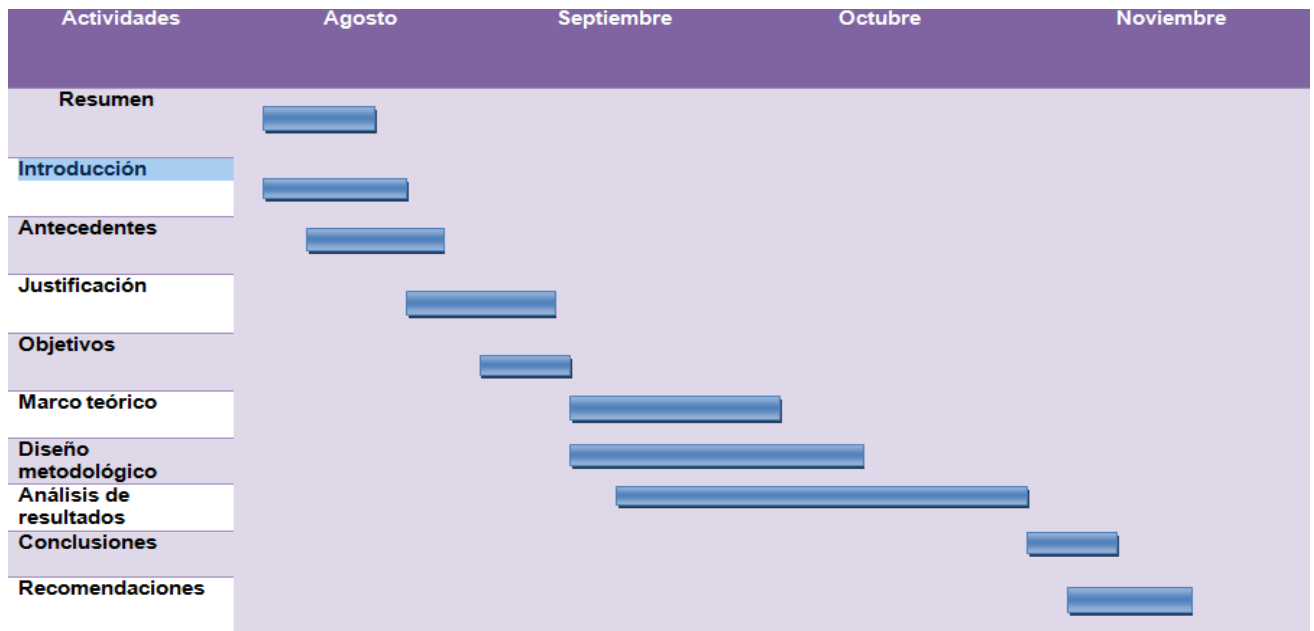 Actividades Agosto Septiembre Octubre Noviembre
Resumen
Introducción
Antecedentes
Justificación
Objetivos
Marco teórico
Diseño
metodológico
Análisis de
resultados
Conclusiones
Recomendaciones